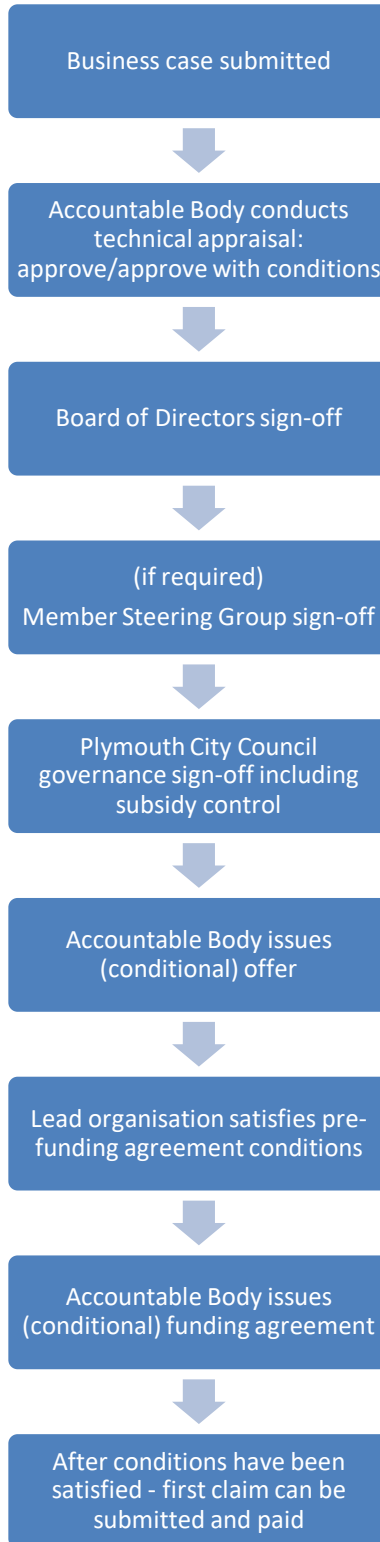 Business case submitted
Accountable Body conducts
technical appraisal:
approve/approve with conditions
Board of Directors sign-off
(if required)
Member Steering Group sign-off
Plymouth City Council
governance sign-off including
subsidy control
Accountable Body issues
(conditional) offer
Lead organisation satisfies pre-
funding agreement conditions
Accountable Body issues
(conditional) funding agreement
After conditions have been
satisfied - first claim can be
submitted and paid